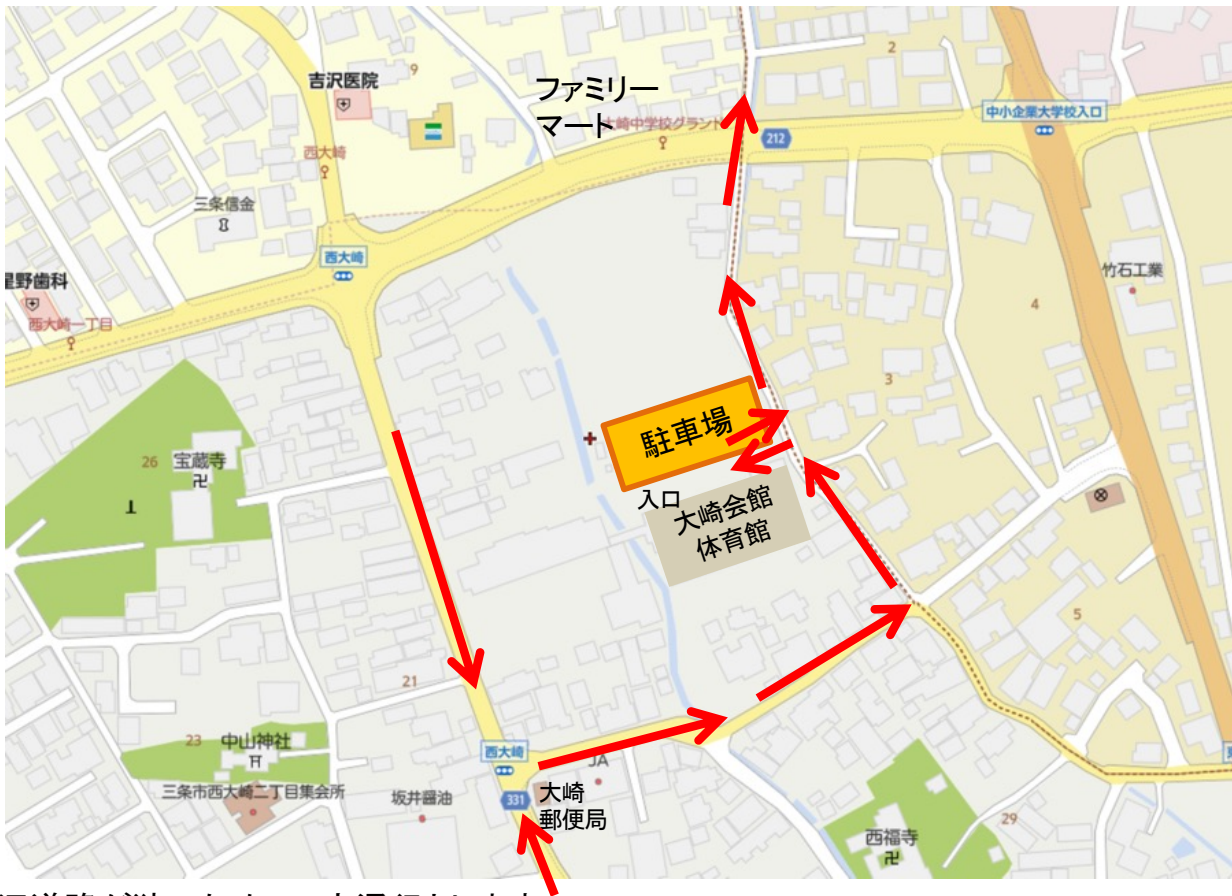 2
9
吉沢医院
ファミリー
マート
大崎中学校グランド
212
中小企業大学校入口
西大崎
三条信金
西大崎
星野歯科
西大崎一丁目
竹石工業
4
3
26
宝蔵寺
駐車場
入口
大崎会館
体育館
5
21
23
中山神社
三条市西大崎二丁目集会所
坂井醤油
西大崎
331
JA
大崎
郵便局
西福寺
29